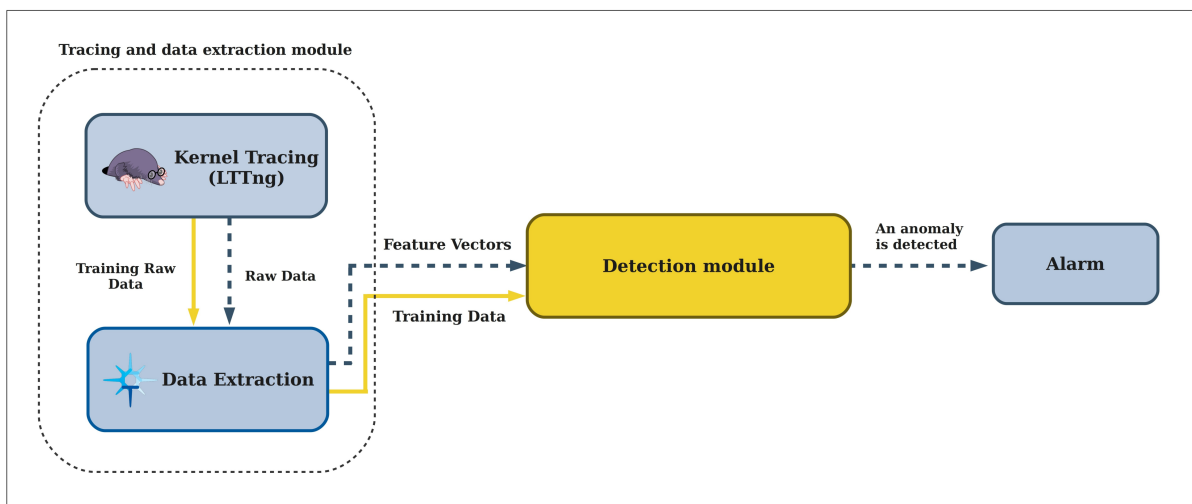 Tracing and data extraction module
Kernel Tracing
(LTTng)
Training Raw
Data
Raw Data
Data Extraction
Feature Vectors
Training Data
Detection module
An anomaly
is detected
Alarm